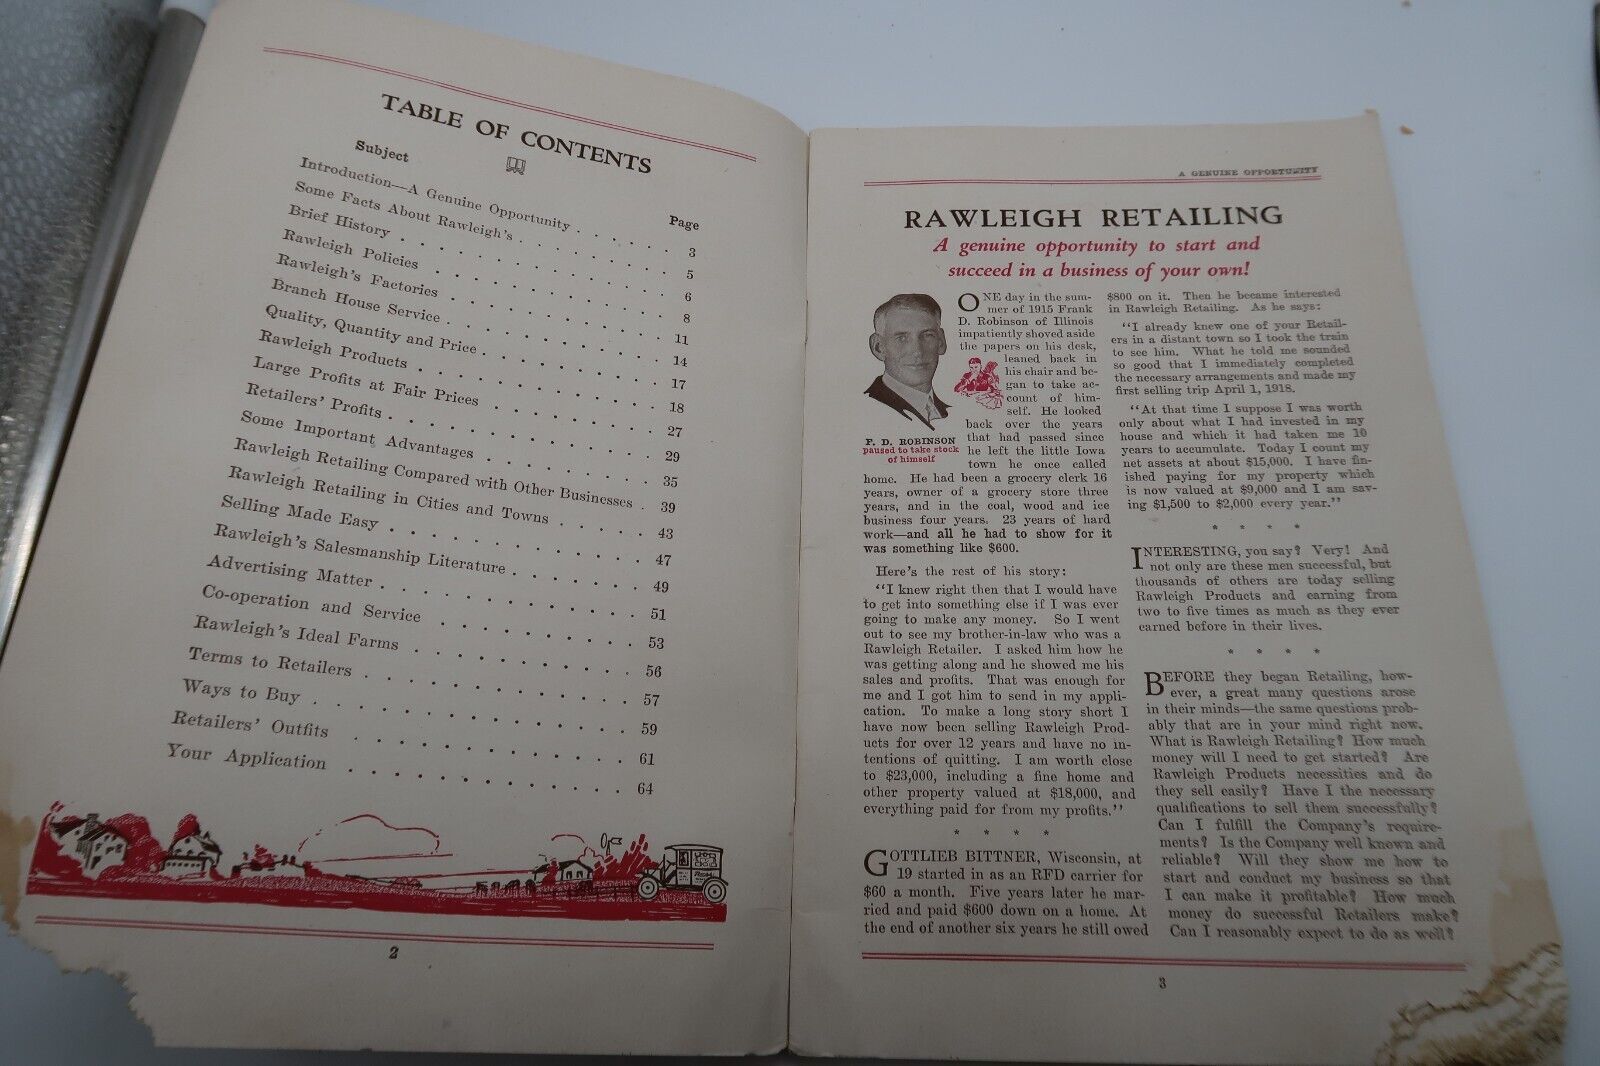 TABLE OF CONTENTS
Subject Page
Introduction—A Genuine Opportunity . . . . . . 3
Some Facts About Rawleigh's . . . . . . . . 5
Brief History . . . . . . . . . . . . 6
Rawleigh Policies . . . . . . . . . . . 8
Rawleigh's Factories . . . . . . . . . . 11
Branch House Service . . . . . . . . . . 14
Quality, Quantity and Price . . . . . . . . 17
Rawleigh Products . . . . . . . . . . . 18
Large Profits at Fair Prices . . . . . . . . 27
Retailers' Profits . . . . . . . . . . . 29
Some Important Advantages . . . . . . . . 35
Rawleigh Retailing Compared with Other Businesses . 39
Rawleigh Retailing in Cities and Towns . . . . . 43
Selling Made Easy . . . . . . . . . . . 47
Rawleigh's Salesmanship Literature . . . . . . 49
Advertising Matter . . . . . . . . . . . 51
Co-operation and Service . . . . . . . . . 53
Rawleigh's Ideal Farms . . . . . . . . . 56
Terms to Retailers . . . . . . . . . . . 57
Ways to Buy . . . . . . . . . . . . . 59
Retailers' Outfits . . . . . . . . . . . 61
Your Application . . . . . . . . . . . 64
2
A GENUINE OPPORTUNITY
RAWLEIGH RETAILING
A genuine opportunity to start and
succeed in a business of your own!
F. D. ROBINSON
paused to take stock
of himself
ONE day in the sum-
mer of 1915 Frank
D. Robinson of Illinois
impatiently shoved aside
the papers on his desk,
leaned back in
his chair and be-
gan to take ac-
count of him-
self. He looked
back over the years
that had passed since
he left the little Iowa
town he once called
home. He had been a grocery clerk 16
years, owner of a grocery store three
years, and in the coal, wood and ice
business four years. 23 years of hard
work—and all he had to show for it
was something like $600.
Here's the rest of his story:
"I knew right then that I would have
to get into something else if I was ever
going to make any money. So I went
out to see my brother-in-law who was a
Rawleigh Retailer. I asked him how he
was getting along and he showed me his
sales and profits. That was enough for
me and I got him to send in my appli-
cation. To make a long story short I
have now been selling Rawleigh Prod-
ucts for over 12 years and have no in-
tentions of quitting. I am worth close
to $23,000, including a fine home and
other property valued at $18,000, and
everything paid for from my profits."
* * * *
GOTTLIEB BITTNER, Wisconsin, at
19 started in as an RFD carrier for
$60 a month. Five years later he mar-
ried and paid $600 down on a home. At
the end of another six years he still owed
$800 on it. Then he became interested
in Rawleigh Retailing. As he says:
"I already knew one of your Retail-
ers in a distant town so I took the train
to see him. What he told me sounded
so good that I immediately completed
the necessary arrangements and made my
first selling trip April 1, 1918.
"At that time I suppose I was worth
only about what I had invested in my
house and which it had taken me 10
years to accumulate. Today I count my
net assets at about $15,000. I have fin-
ished paying for my property which
is now valued at $9,000 and I am sav-
ing $1,500 to $2,000 every year."
* * * *
INTERESTING, you say? Very! And
not only are these men successful, but
thousands of others are today selling
Rawleigh Products and earning from
two to five times as much as they ever
earned before in their lives.
* * * *
BEFORE they began Retailing, how-
ever, a great many questions arose
in their minds—the same questions prob-
ably that are in your mind right now.
What is Rawleigh Retailing? How much
money will I need to get started? Are
Rawleigh Products necessities and do
they sell easily? Have I the necessary
qualifications to sell them successfully?
Can I fulfill the Company's require-
ments? Is the Company well known and
reliable? Will they show me how to
start and conduct my business so that
I can make it profitable? How much
money do successful Retailers make?
Can I reasonably expect to do as well?
3